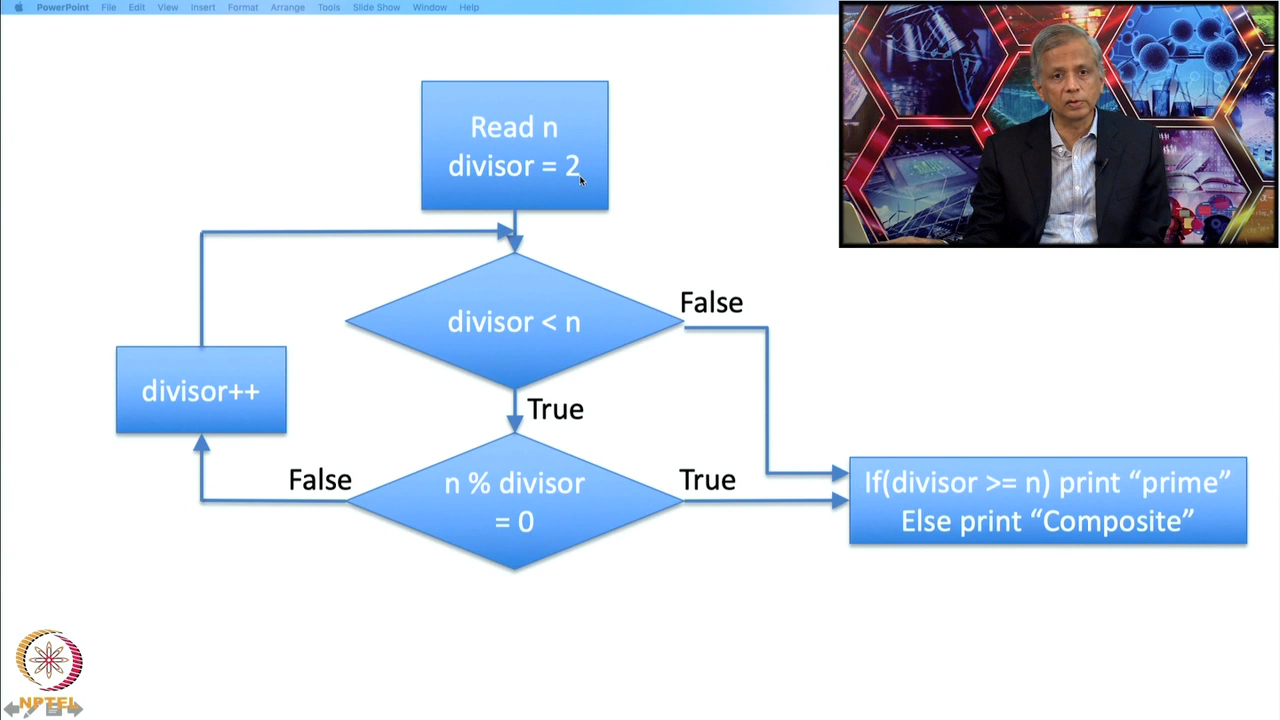 PowerPoint File Edit View Insert Format Arrange Tools Slide Show Window Help
Read n
divisor = 2
divisor < n
False
divisor++
True
False
n % divisor
= 0
True
If(divisor >= n) print “prime”
Else print “Composite”
NPTEL